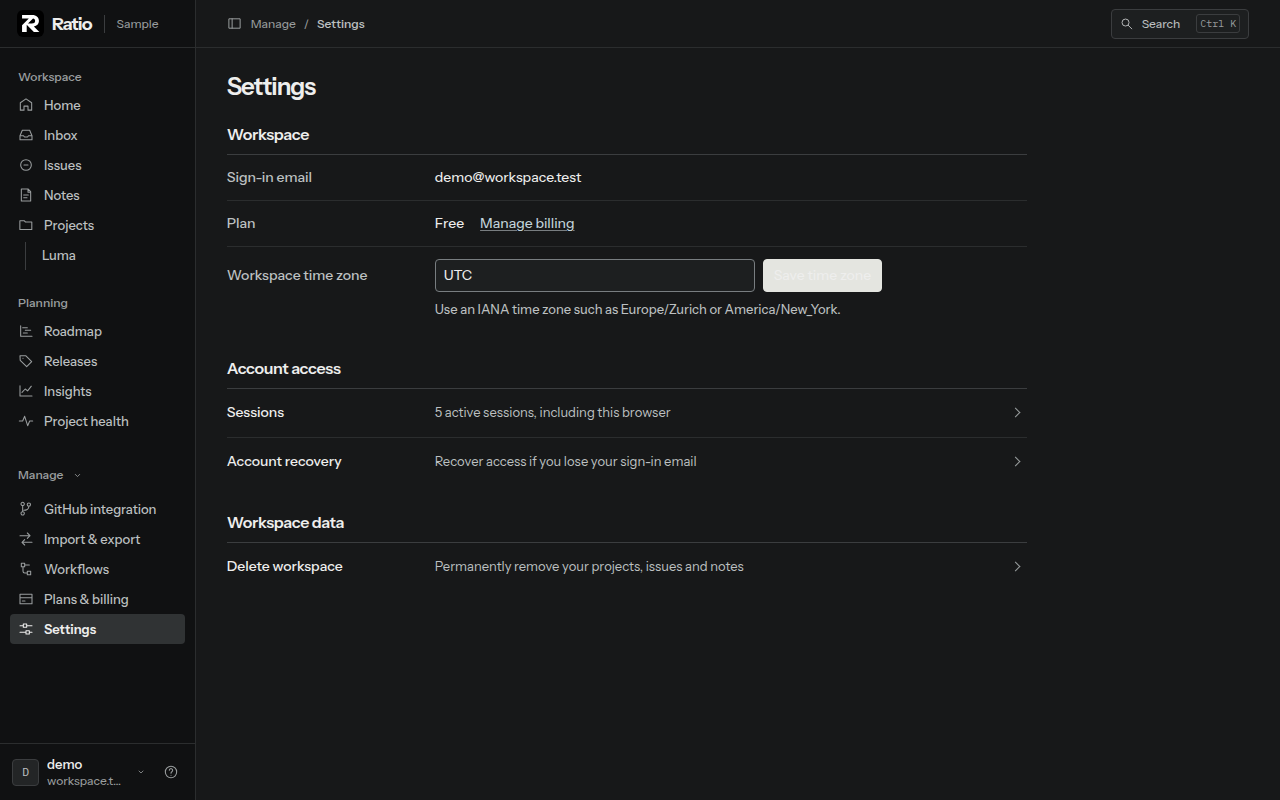 Ratio Sample
Manage / Settings
Search Ctrl K
Workspace
Home
Inbox
Issues
Notes
Projects
Luma
Planning
Roadmap
Releases
Insights
Project health
Manage
GitHub integration
Import & export
Workflows
Plans & billing
Settings
D demo
workspace.t...
Settings
Workspace
Sign-in email demo@workspace.test
Plan Free Manage billing
Workspace time zone UTC Save time zone
Use an IANA time zone such as Europe/Zurich or America/New_York.
Account access
Sessions 5 active sessions, including this browser
Account recovery Recover access if you lose your sign-in email
Workspace data
Delete workspace Permanently remove your projects, issues and notes